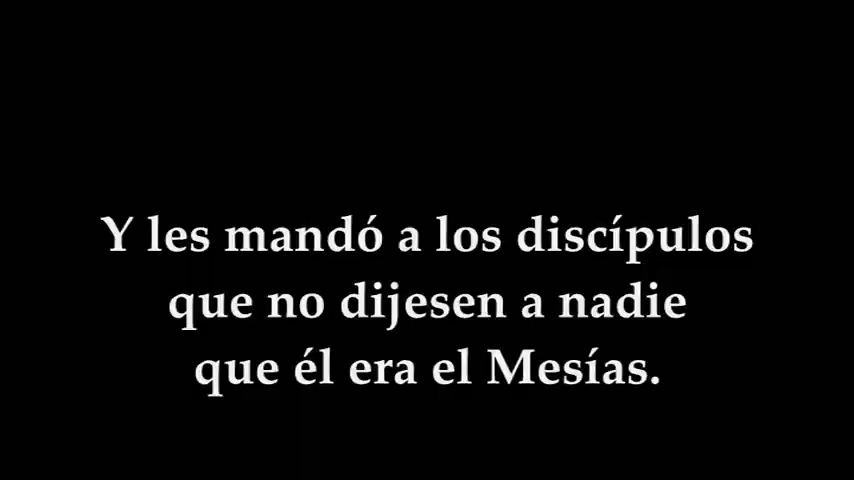 Y les mandó a los discípulos
que no dijesen a nadie
que él era el Mesías.